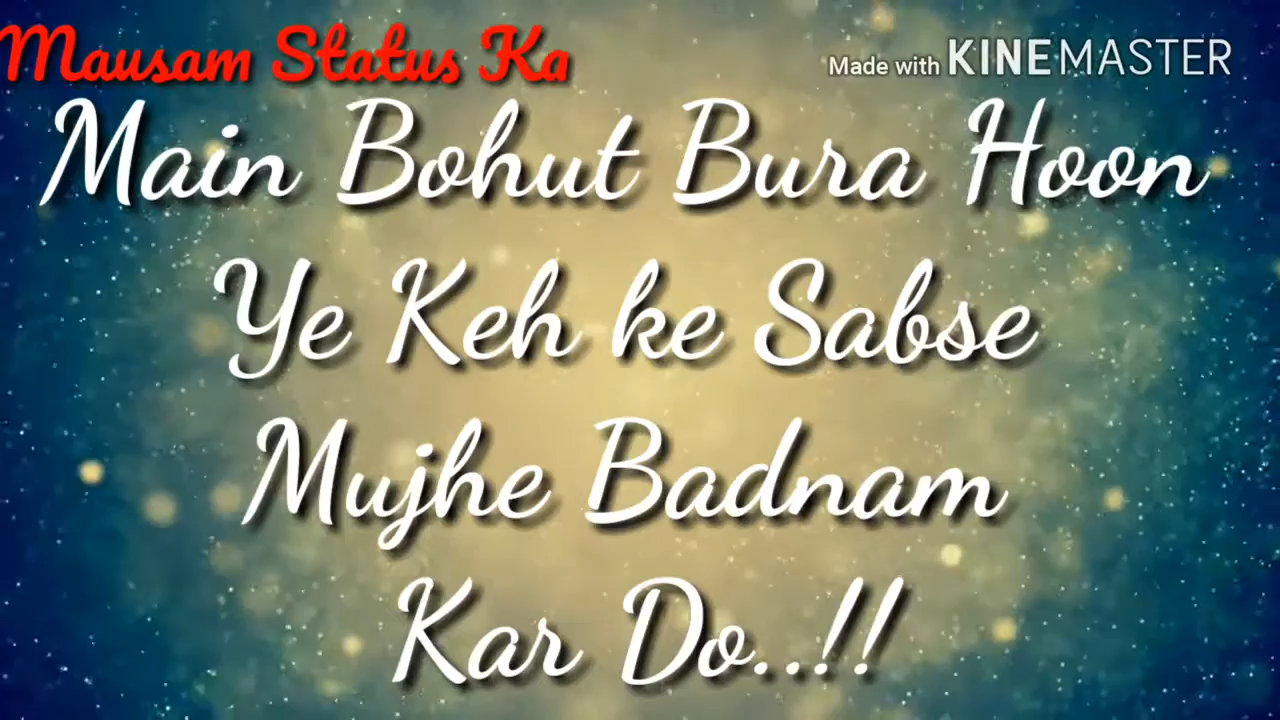 Mausam Status Ka
Made with KINEMASTER
Main Bohut Bura Hoon
Ye Keh ke Sabse
Mujhe Badnam
Kar Do..!!